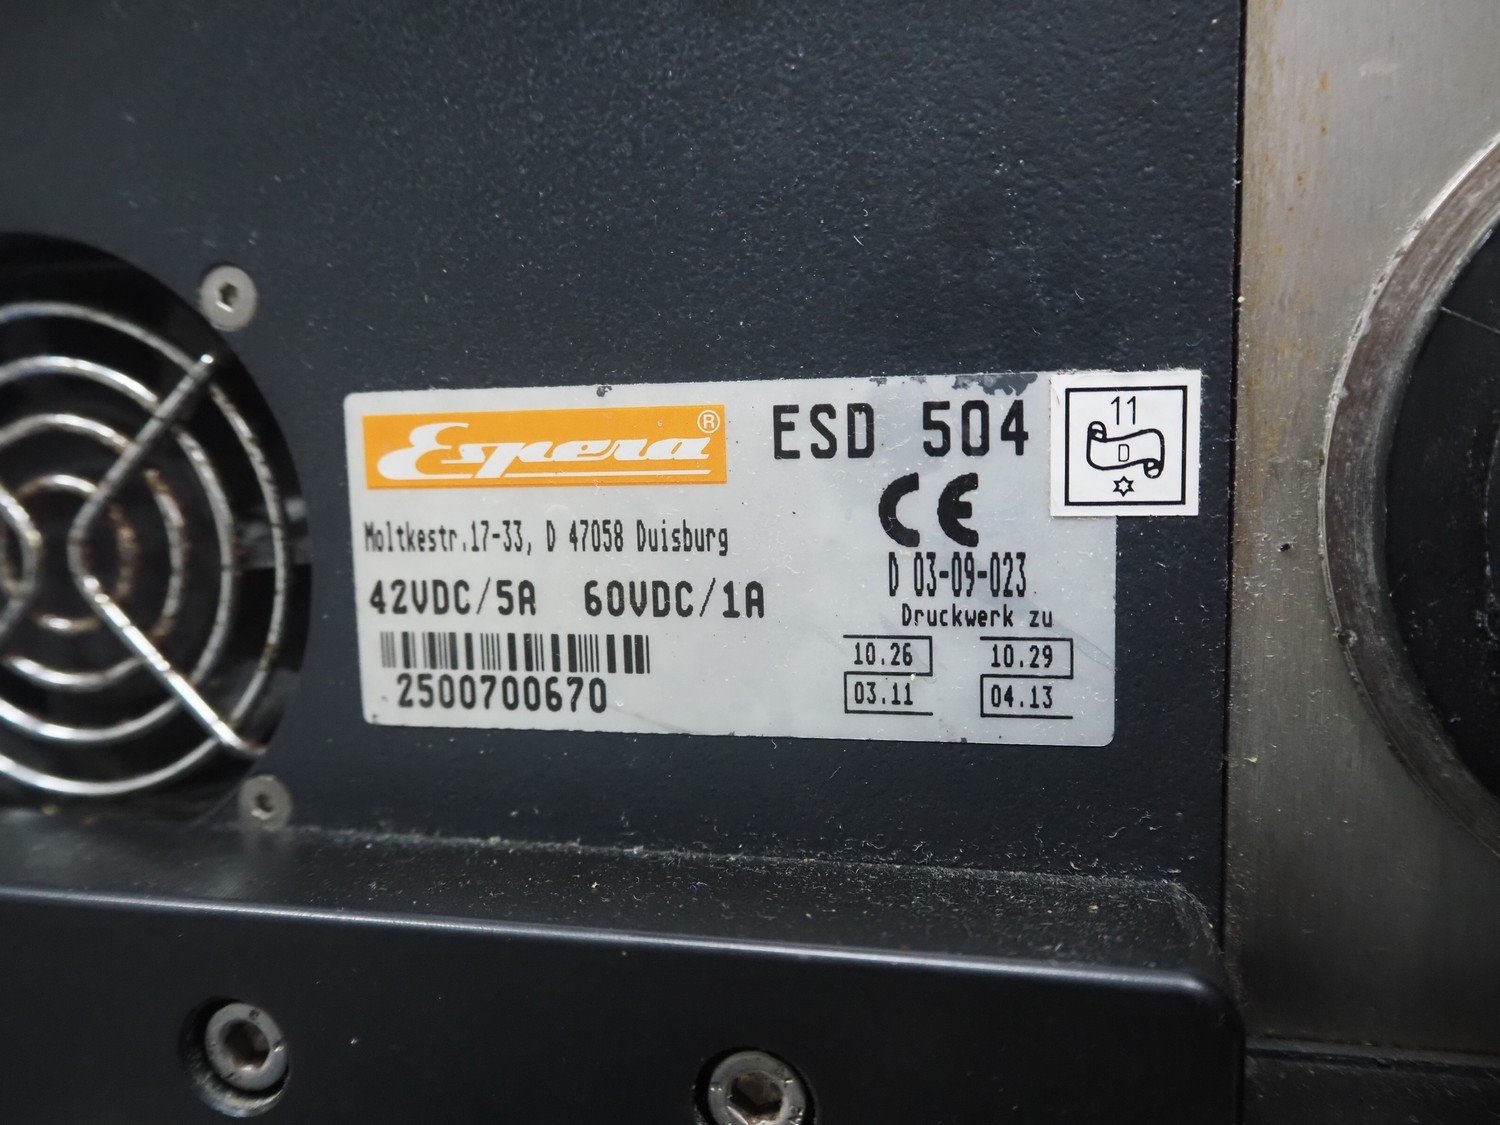 Espera®
ESD 504
11
D
Moltkestr.17-33, D 47058 Duisburg
CE
D 03-09-023
42VDC/5A 60VDC/1A
Druckwerk zu
10.26 10.29
03.11 04.13
2500700670